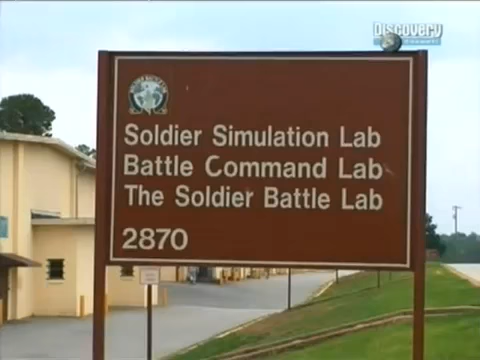 Discovery
Soldier Simulation Lab
Battle Command Lab
The Soldier Battle Lab
2870